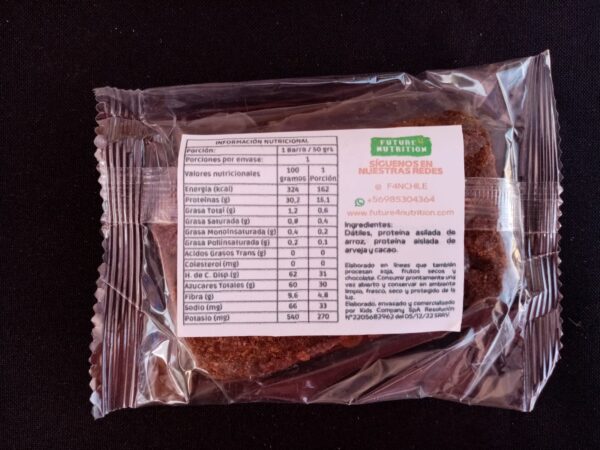 INFORMACIÓN NUTRICIONAL
Porción: 1 Barra / 50 grs
Porciones por envase: 1
Valores nutricionales 100 gramos 1 Porción
Energía (kcal) 324 162
Proteínas (g) 30,2 15,1
Grasa Total (g) 1,2 0,6
Grasa Saturada (g) 0,8 0,4
Grasa MonoInsaturada (g) 0,4 0,2
Grasa Poliinsaturada (g) 0,2 0,1
Acidos Grasos Trans (g) 0 0
Colesterol (mg) 0 0
H. de C. Disp.(g) 62 31
Azucares Totales (g) 60 30
Fibra (g) 9,6 4,8
Sodio (mg) 66 33
Potasio (mg) 540 270
FUTURE 4
NUTRITION
SÍGUENOS EN
NUESTRAS REDES
@ F4NCHILE
+56985304364
www.future4nutrition.com
Ingredientes:
Dátiles, proteína asilada de
arroz, proteína aislada de
arveja y cacao.
Elaborado en líneas que también
procesan soja, frutos secos y
chocolate. Consumir prontamente una
vez abierto y conservar en ambiente
limpio, fresco, seco y protegido de la
luz.
Elaborado, envasado y comercializado
por Kids Company SpA Resolución
N°2205683962 del 05/12/22 SRRV.